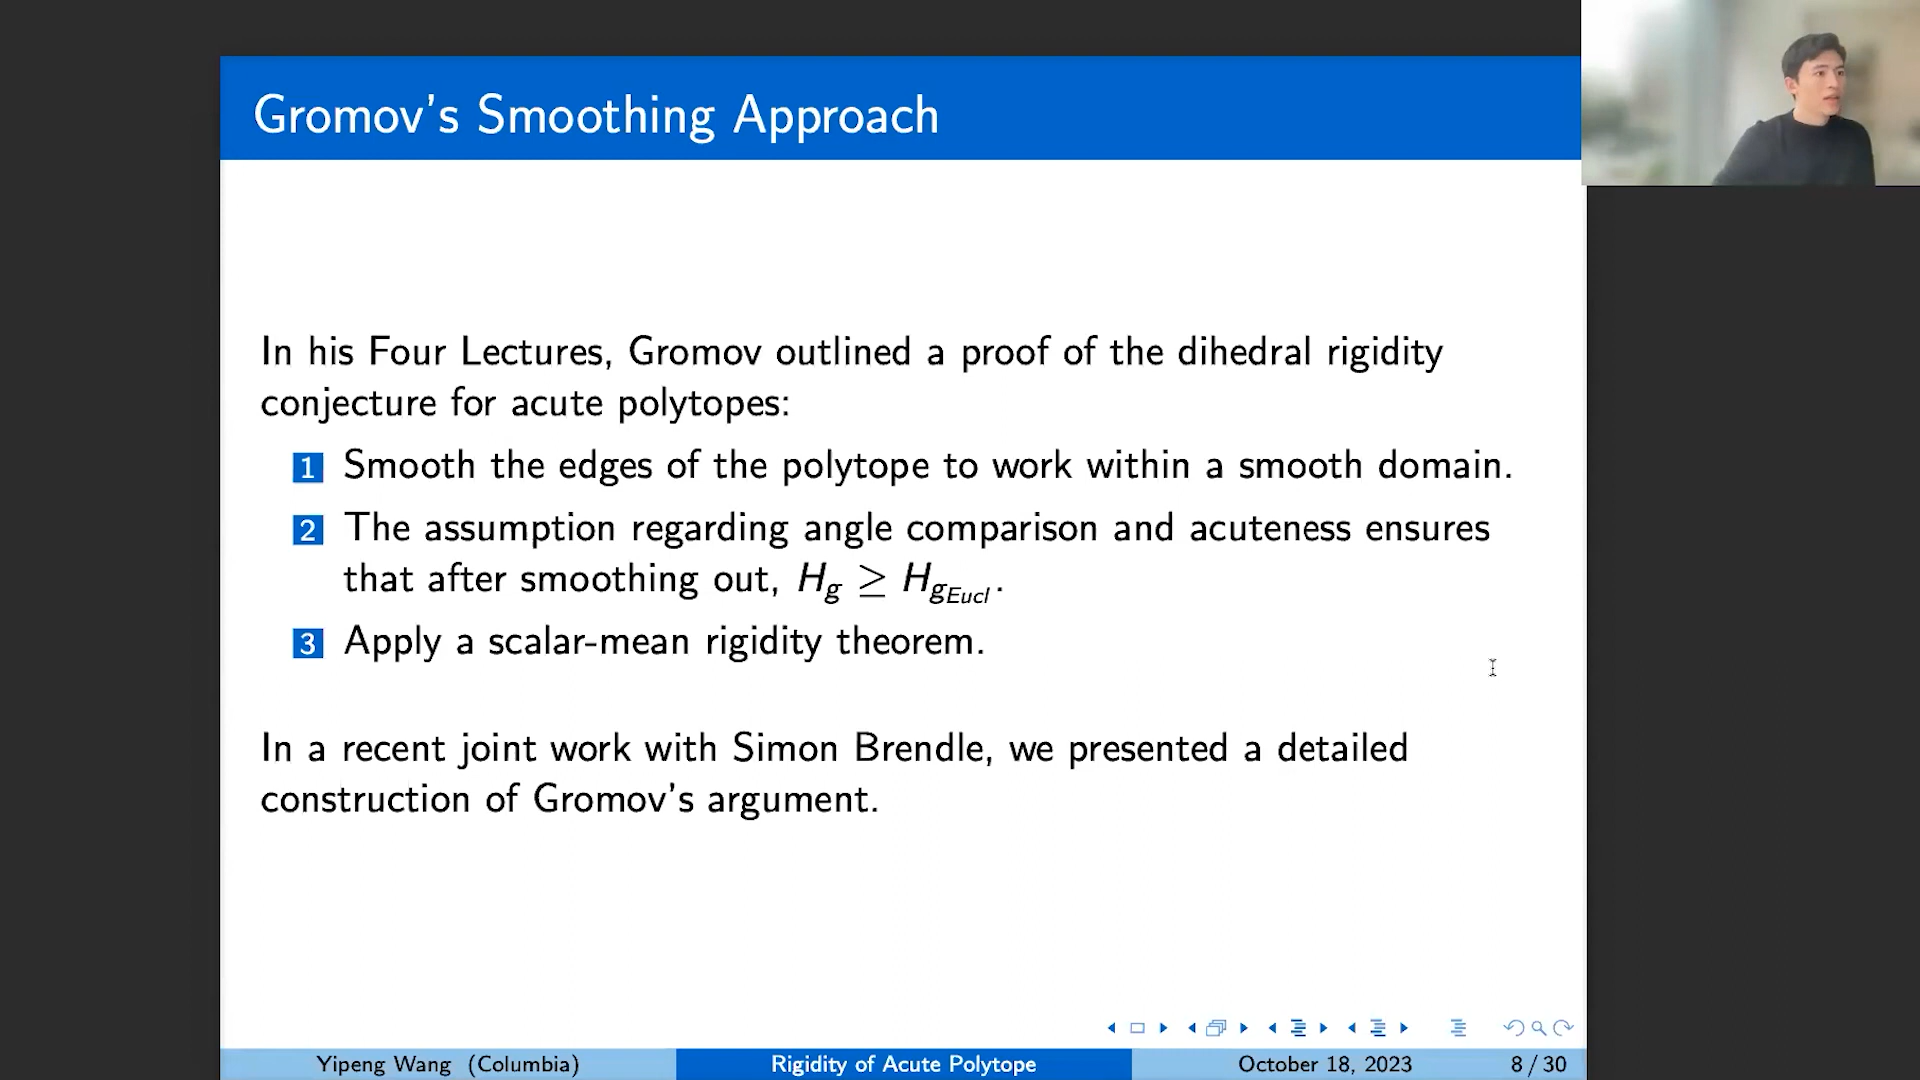 Gromov's Smoothing Approach
In his Four Lectures, Gromov outlined a proof of the dihedral rigidity
conjecture for acute polytopes:
1 Smooth the edges of the polytope to work within a smooth domain.
2 The assumption regarding angle comparison and acuteness ensures
that after smoothing out, H_g ≥ H_{g_{Eucl}}.
3 Apply a scalar-mean rigidity theorem.
In a recent joint work with Simon Brendle, we presented a detailed
construction of Gromov's argument.
Yipeng Wang (Columbia) Rigidity of Acute Polytope October 18, 2023 8 / 30